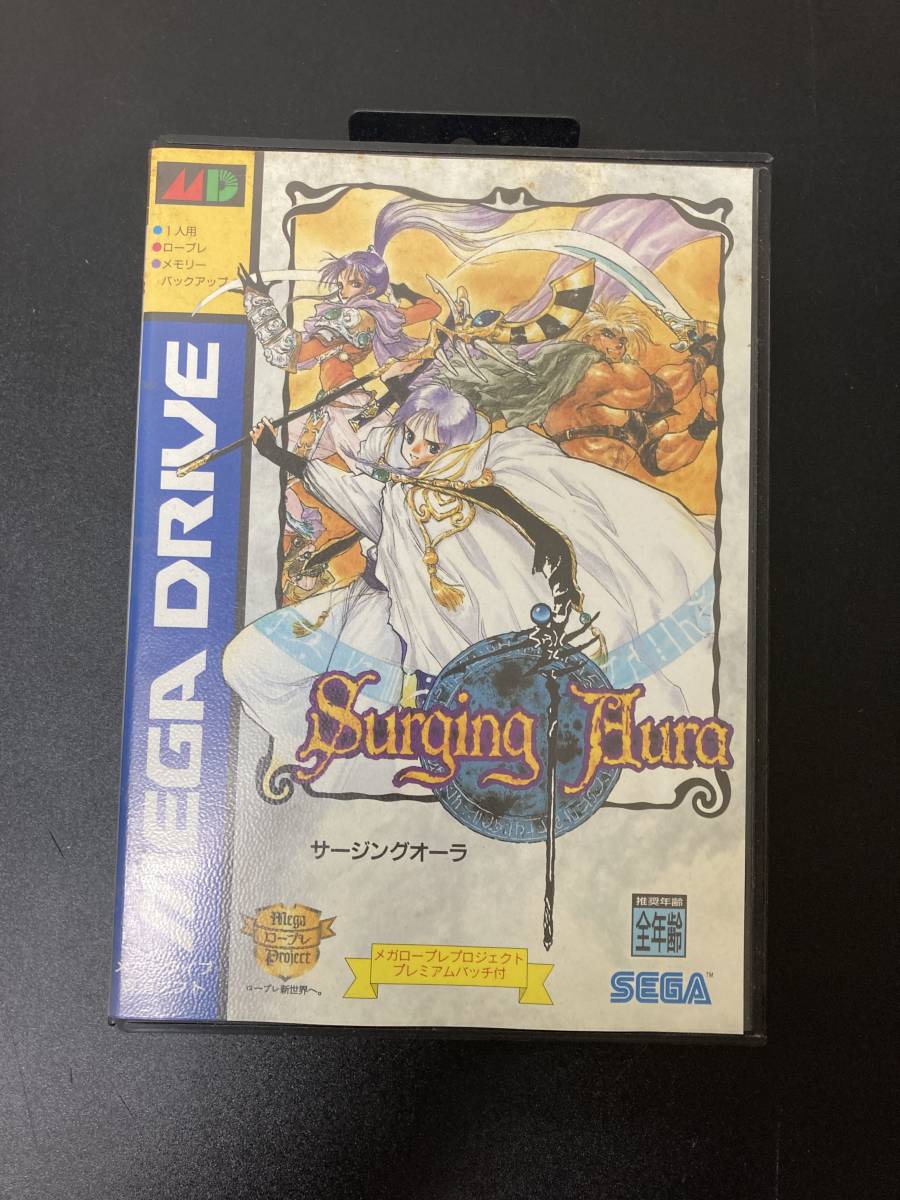 MD
1人用
ロープレ
メモリー
バックアップ
MEGA DRIVE
Surging Aura
サージングオーラ
Mega
ロープレ
Project
ロープレ新世界へ。
メガロープレプロジェクト
プレミアムバッチ付
推奨年齢
全年齢
SEGA™